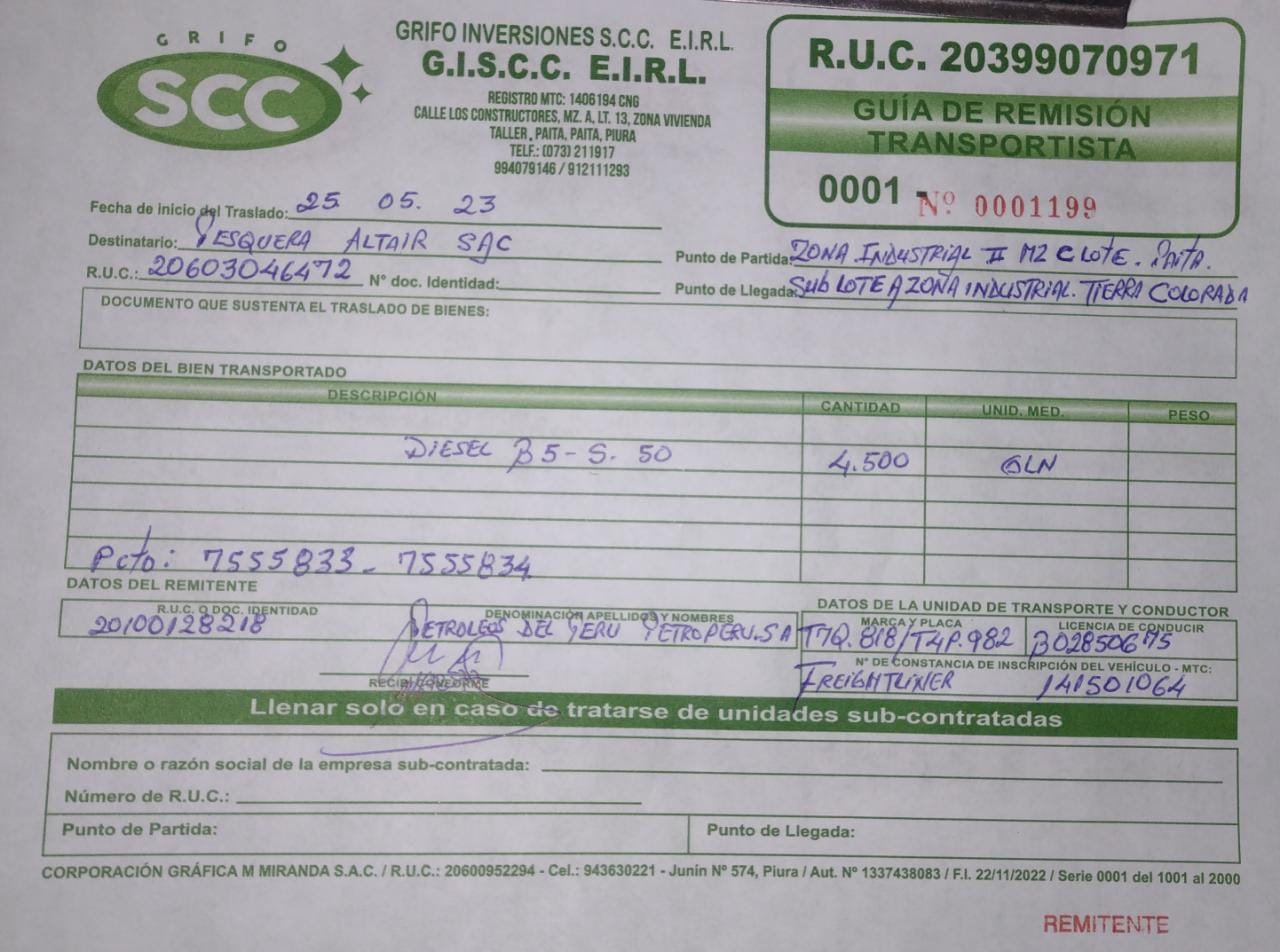 GRIFO
SCC
GRIFO INVERSIONES S.C.C. E.I.R.L.
G.I.S.C.C. E.I.R.L.
REGISTRO MTC: 1406194 CNG
CALLE LOS CONSTRUCTORES, MZ. A, LT. 13, ZONA VIVIENDA
TALLER, PAITA, PAITA, PIURA
TELF.: (073) 211917
994079146 / 912111293
R.U.C. 20399070971
GUÍA DE REMISIÓN
TRANSPORTISTA
0001 - Nº 0001199
Fecha de inicio del Traslado: 25 05. 23
Destinatario: PESQUERA ALTAIR SAC
R.U.C.: 20603046472 N° doc. Identidad:
Punto de Partida: ZONA INDUSTRIAL II MZ C LOTE. Paita.
Punto de Llegada: Sub LOTE A ZONA INDUSTRIAL. TIERRA COLORADA
DOCUMENTO QUE SUSTENTA EL TRASLADO DE BIENES:
DATOS DEL BIEN TRANSPORTADO
DESCRIPCIÓN CANTIDAD UNID. MED. PESO
DIESEL B5-S. 50 4.500 GLN
Pcto: 7555833 - 7555834
DATOS DEL REMITENTE
R.U.C. O DOC. IDENTIDAD DENOMINACIÓN APELLIDOS Y NOMBRES
20100128218 PETROLEOS DEL PERU PETROPERU.SA
RECIBI CONFORME
DATOS DE LA UNIDAD DE TRANSPORTE Y CONDUCTOR
MARCA Y PLACA LICENCIA DE CONDUCIR
T7Q.818/T4P.982 B02850675
N° DE CONSTANCIA DE INSCRIPCIÓN DEL VEHÍCULO - MTC:
FREIGHTLINER 141501064
Llenar solo en caso de tratarse de unidades sub-contratadas
Nombre o razón social de la empresa sub-contratada:
Número de R.U.C.:
Punto de Partida: Punto de Llegada:
CORPORACIÓN GRÁFICA M MIRANDA S.A.C. / R.U.C.: 20600952294 - Cel.: 943630221 - Junín Nº 574, Piura / Aut. Nº 1337438083 / F.I. 22/11/2022 / Serie 0001 del 1001 al 2000
REMITENTE